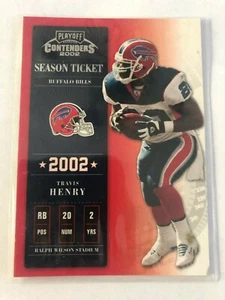 PLAYOFF
CONTENDERS
2002
SEASON TICKET
BUFFALO BILLS
★ 2002 ★
TRAVIS
HENRY
RB 20 2
POS NUM YRS
RALPH WILSON STADIUM